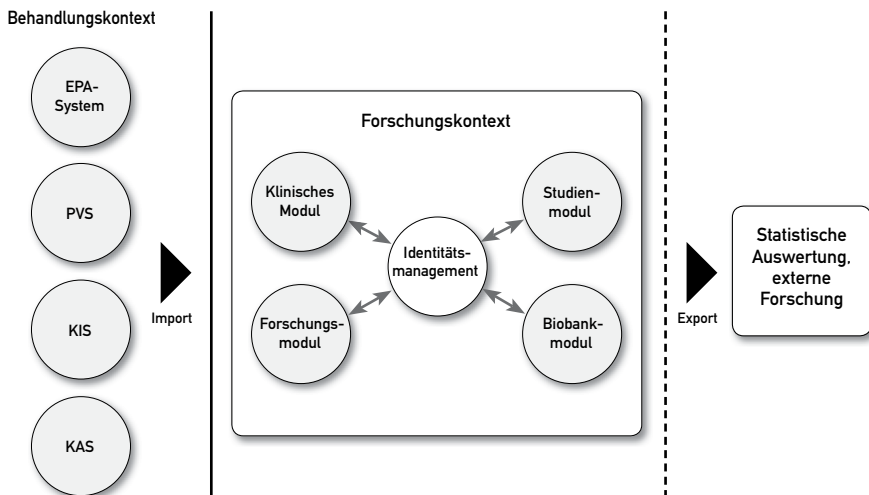 Behandlungskontext
EPA-
System
PVS
KIS
KAS
Import
Forschungskontext
Klinisches
Modul
Studien-
modul
Identitäts-
management
Forschungs-
modul
Biobank-
modul
Export
Statistische
Auswertung,
externe
Forschung